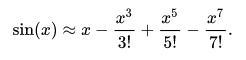 sin(x) ≈ x − x³/3! + x⁵/5! − x⁷/7!.